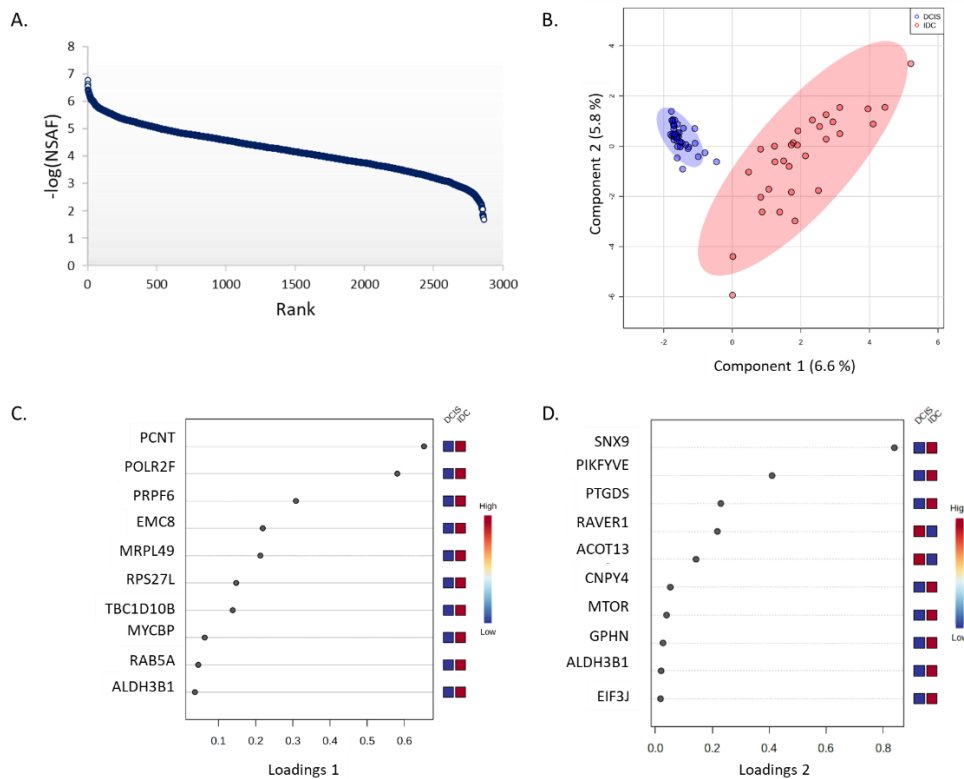 A.
8
7
6
5
4
3
2
1
0
-log(NSAF)
0
500
1000
1500
2000
2500
3000
Rank
B.
DCIS
IDC
4
2
0
-2
-4
-6
Component 2 (5.8 %)
-2
0
2
4
6
Component 1 (6.6 %)
C.
DCIS
IDC
PCNT
POLR2F
PRPF6
EMC8
MRPL49
RPS27L
TBC1D10B
MYCBP
RAB5A
ALDH3B1
High
Low
0.1
0.2
0.3
0.4
0.5
0.6
Loadings 1
D.
DCIS
IDC
SNX9
PIKFYVE
PTGDS
RAVER1
ACOT13
CNPY4
MTOR
GPHN
ALDH3B1
EIF3J
High
Low
0.0
0.2
0.4
0.6
0.8
Loadings 2